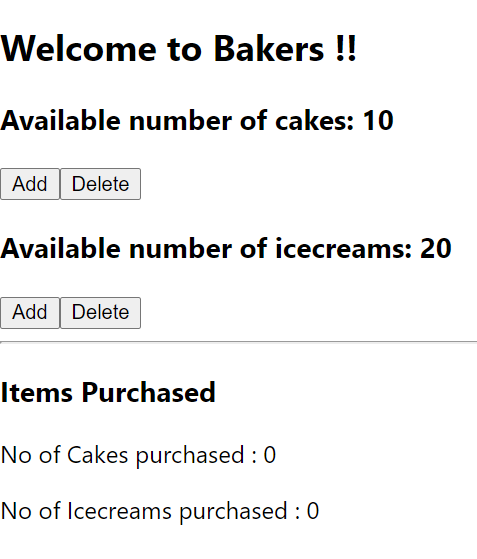 Welcome to Bakers !!
Available number of cakes: 10
Add Delete
Available number of icecreams: 20
Add Delete
Items Purchased
No of Cakes purchased : 0
No of Icecreams purchased : 0